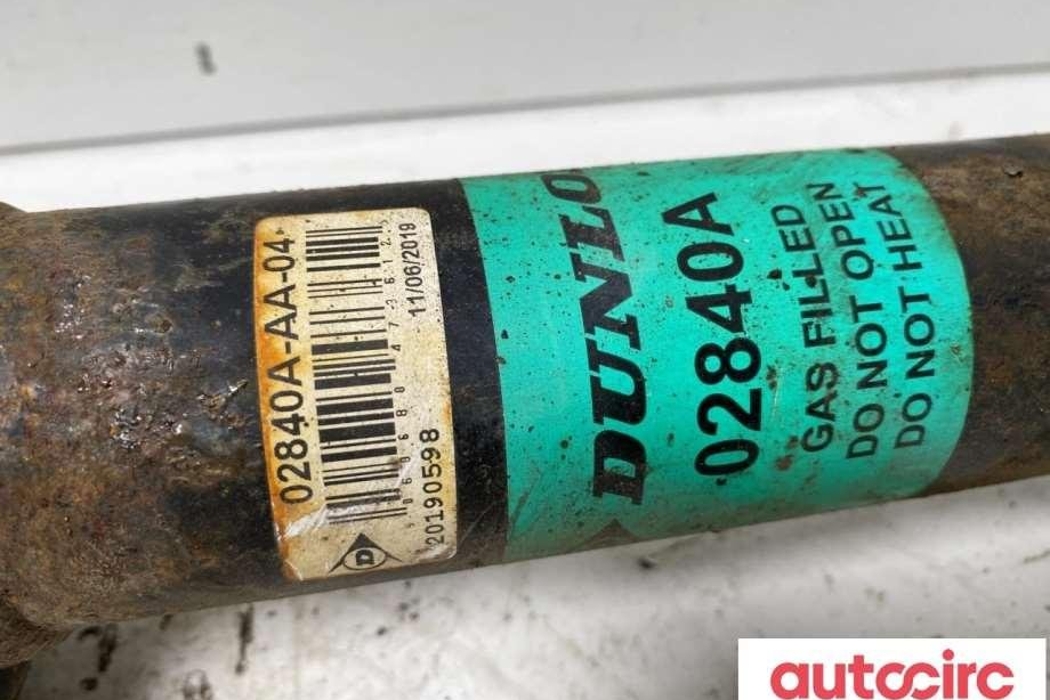 02840A-AA-04
11/06/2019
20190598
D
DUNLO
02840A
GAS FILLED
DO NOT OPEN
DO NOT HEAT
autocirc